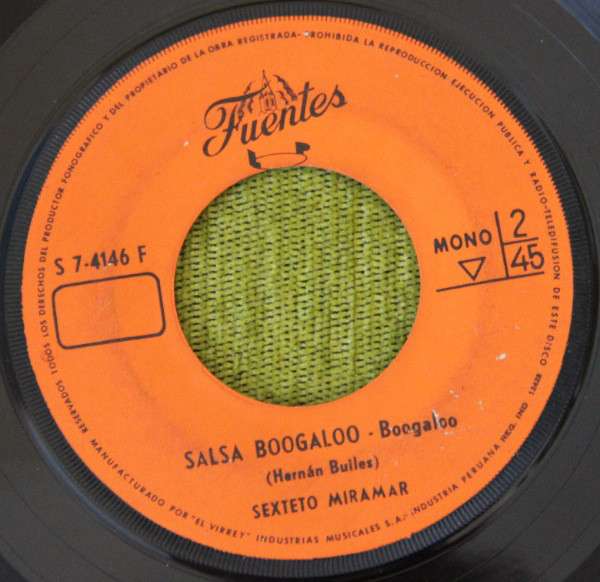 RESERVADOS TODOS LOS DERECHOS DEL PRODUCTOR FONOGRAFICO Y DEL PROPIETARIO DE LA OBRA REGISTRADA-PROHIBIDA LA REPRODUCCION, EJECUCION PUBLICA Y RADIO-TELEDIFUSION DE ESTE DISCO
Fuentes
S 7-4146 F
MONO 2
45
SALSA BOOGALOO - Boogaloo
(Hernán Builes)
SEXTETO MIRAMAR
MANUFACTURADO POR "EL VIRREY" INDUSTRIAS MUSICALES S.A.-INDUSTRIA PERUANA REG. IND 12428